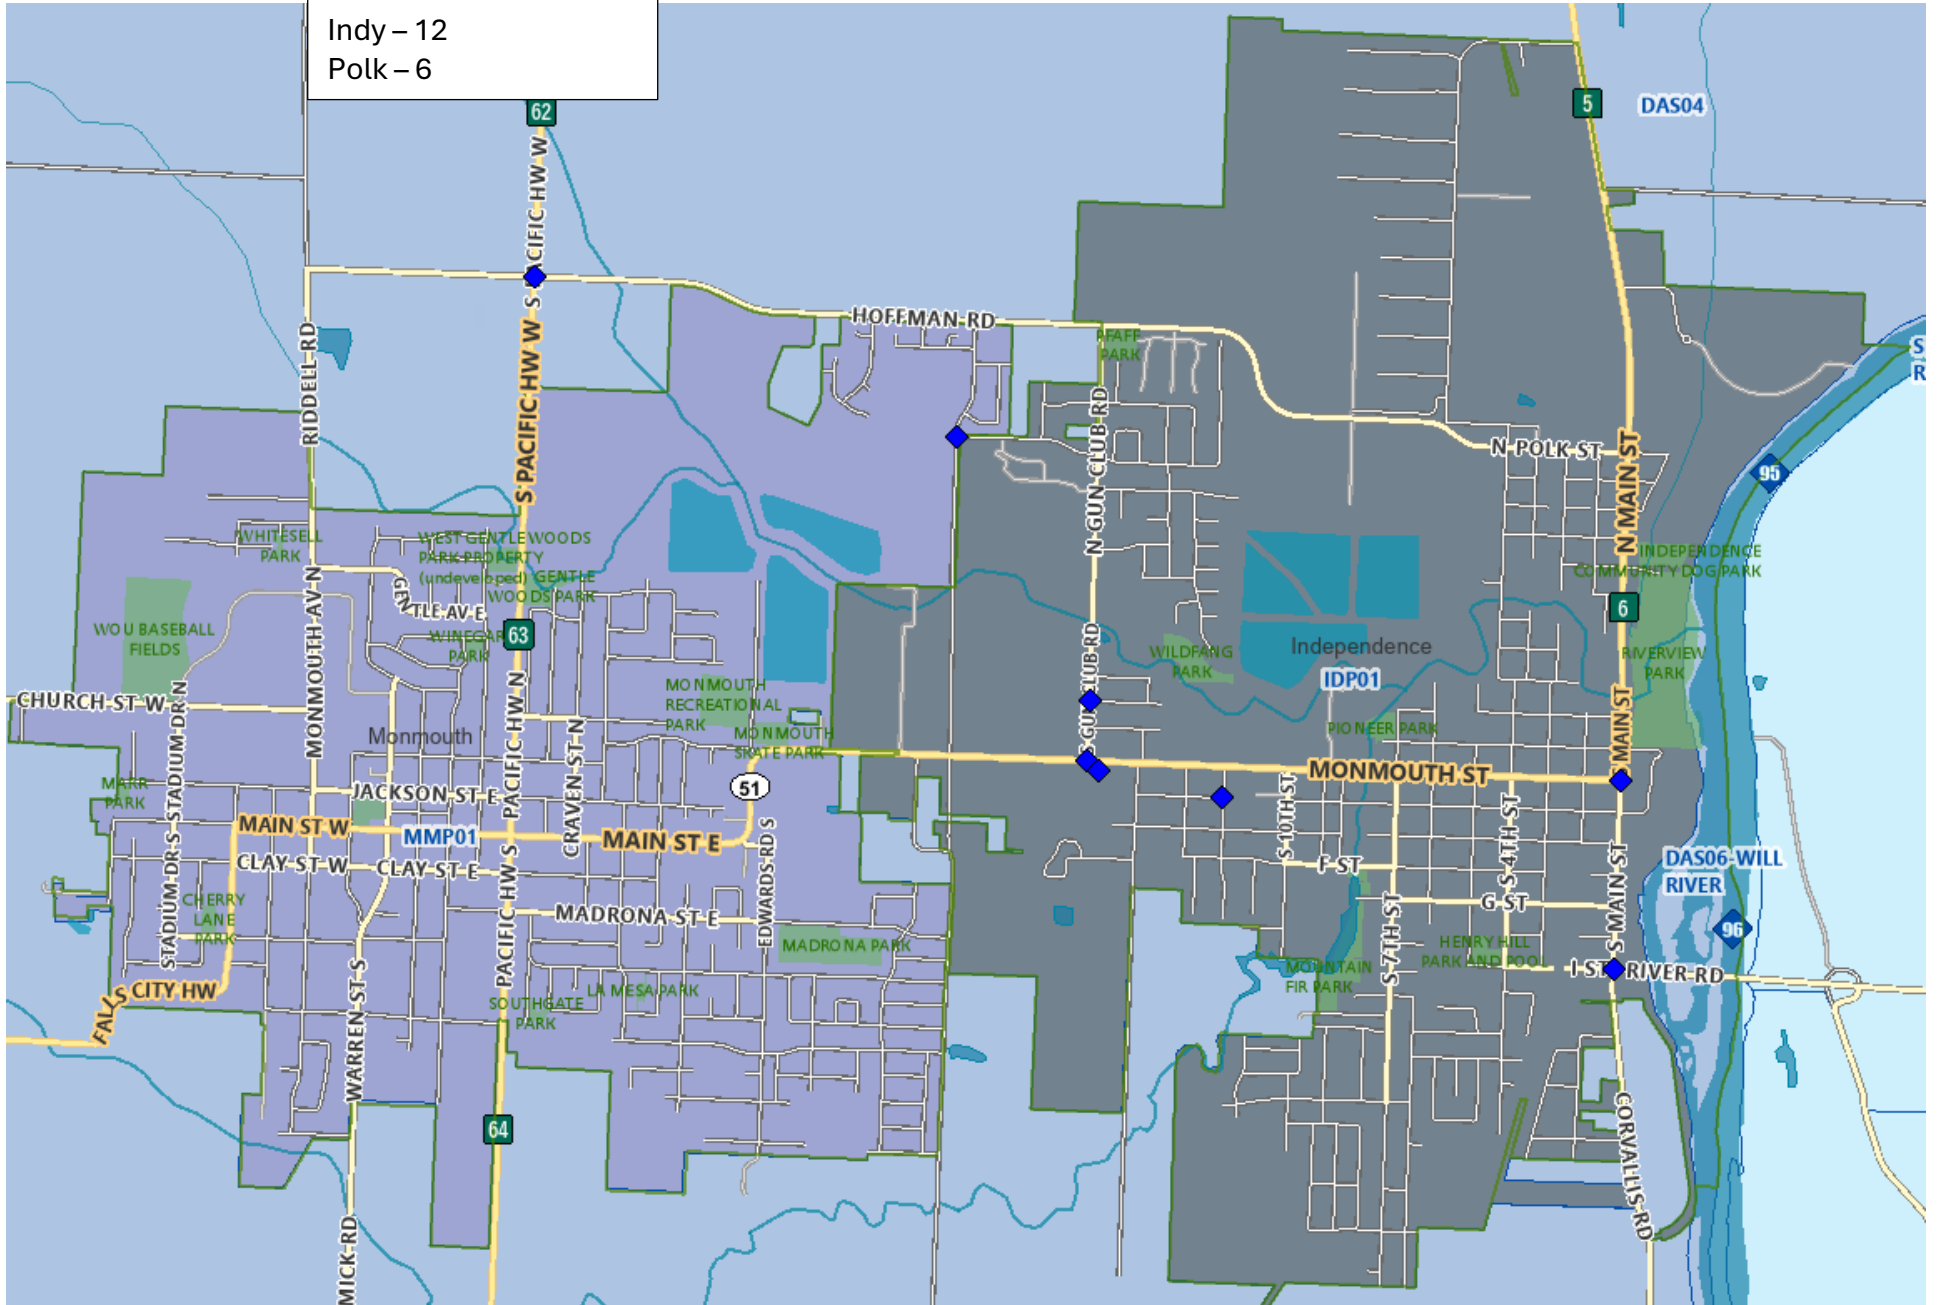 Indy – 12
Polk – 6
62
5
DAS04
S PACIFIC HW W
HOFFMAN RD
PFAFF
PARK
RIDDELL RD
S PACIFIC HW W
N GUN CLUB RD
N POLK ST
N MAIN ST
95
WHITESELL
PARK
WEST GENTLE WOODS
PARK PROPERTY
(undeveloped)
GENTLE
WOODS PARK
GENTLE AV E
WINEGAR
PARK
63
MONMOUTH AV N
WOU BASEBALL
FIELDS
INDEPENDENCE
COMMUNITY DOG PARK
6
RIVERVIEW
PARK
Independence
IDP01
WILDFANG
PARK
S GUN CLUB RD
CHURCH ST W
STADIUM DR N
STADIUM DR S
Monmouth
PACIFIC HW N
CRAVEN ST N
MONMOUTH
RECREATIONAL
PARK
MONMOUTH
SKATE PARK
PIONEER PARK
S MAIN ST
MONMOUTH ST
51
MARR
PARK
JACKSON ST E
MAIN ST W
MMP01
MAIN ST E
CLAY ST W
CLAY ST E
EDWARDS RD S
S 10TH ST
S 4TH ST
F ST
G ST
S 7TH ST
S MAIN ST
DAS06-WILL
RIVER
96
CHERRY
LANE
PARK
MADRONA ST E
MADRONA PARK
PACIFIC HW S
HENRY HILL
PARK AND POOL
I ST
RIVER RD
MOUNTAIN
FIR PARK
FALLS CITY HW
WARREN ST S
SOUTHGATE
PARK
LA MESA PARK
64
CORVALLIS RD
MICK RD